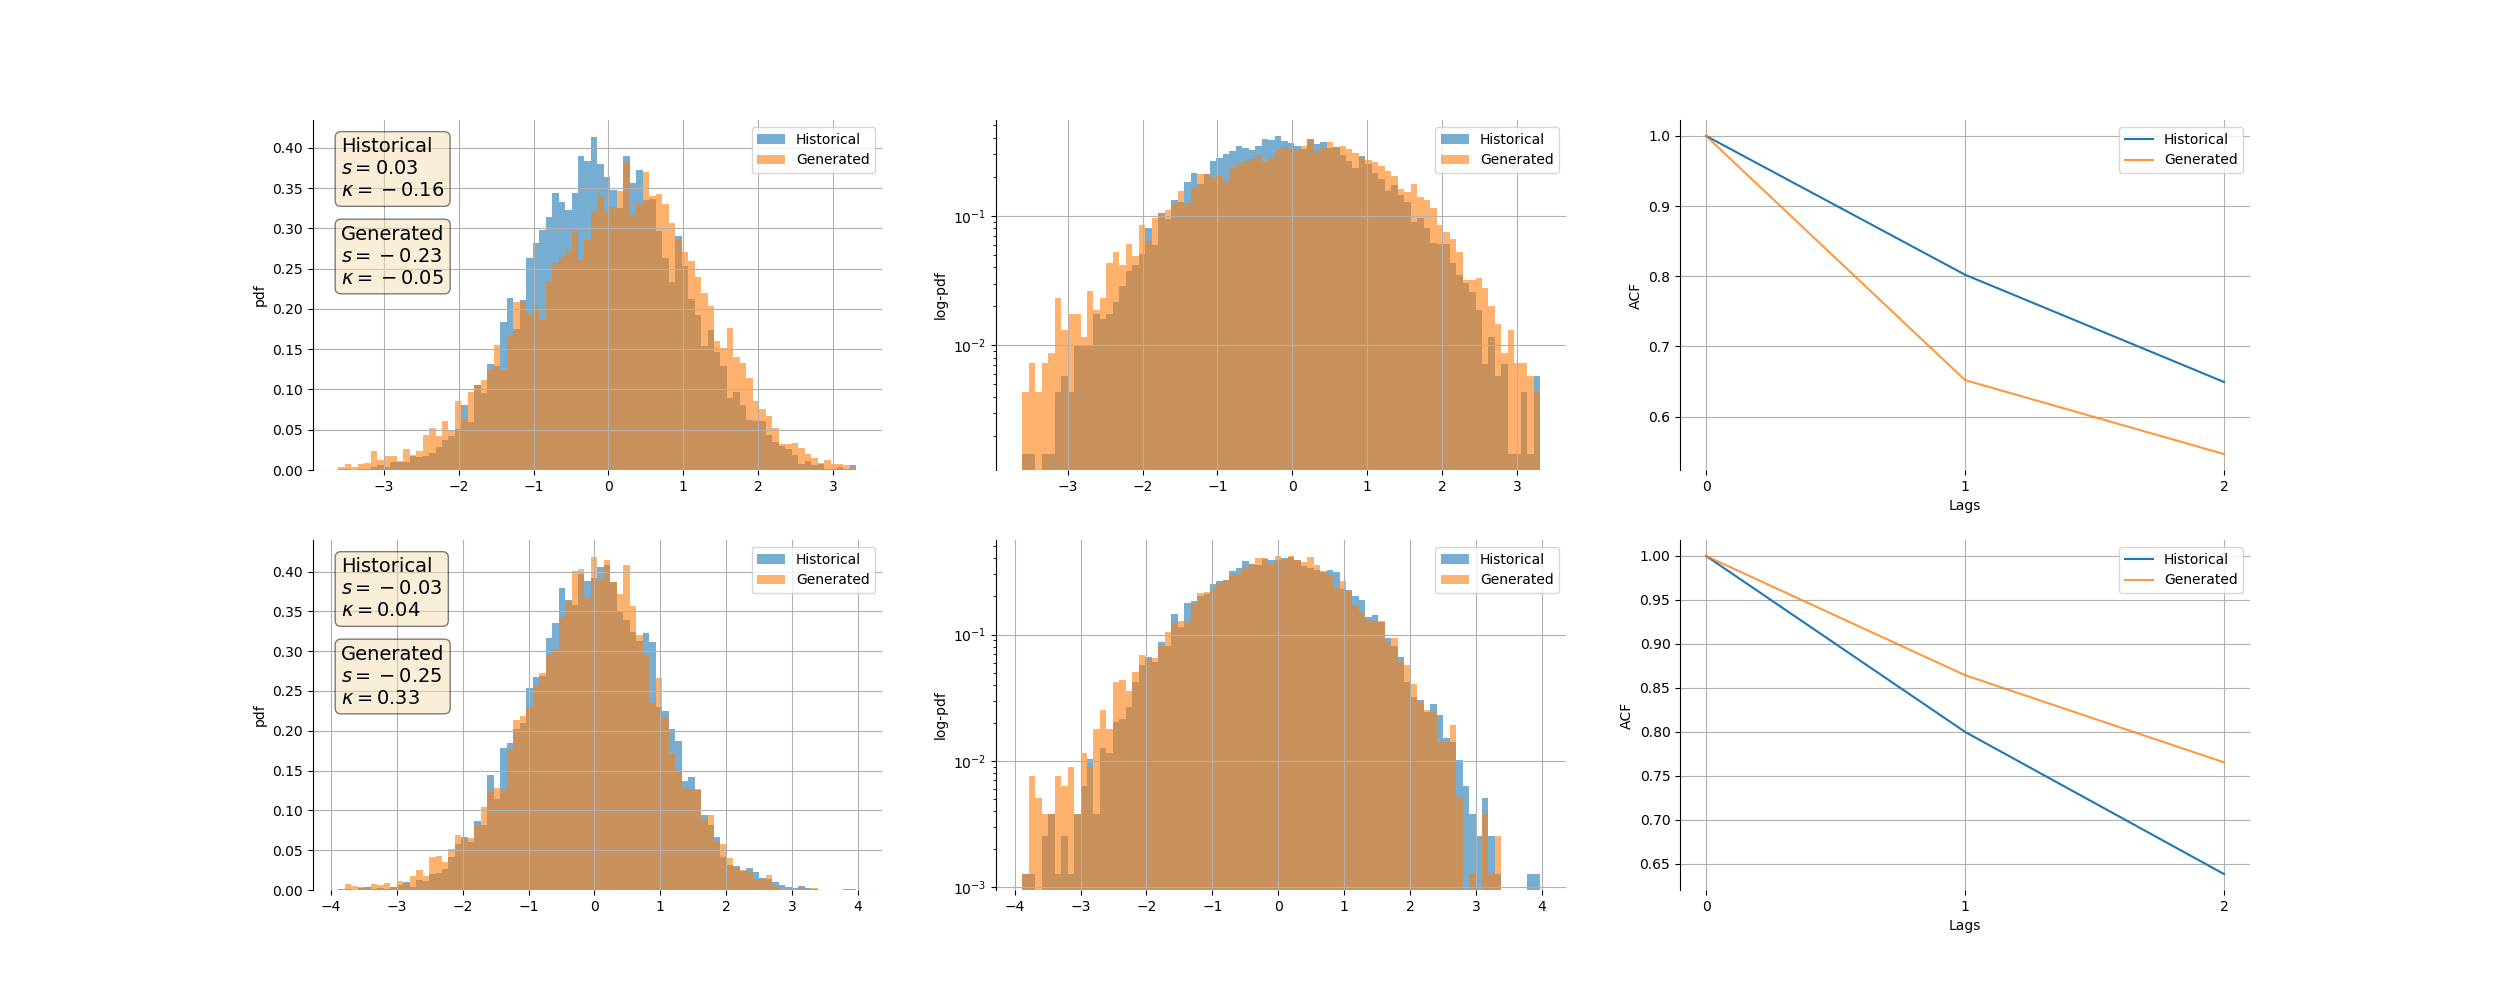 Historical
s = 0.03
κ = −0.16
Generated
s = −0.23
κ = −0.05
Historical
Generated
pdf
0.40
0.35
0.30
0.25
0.20
0.15
0.10
0.05
0.00
−3 −2 −1 0 1 2 3
Historical
Generated
log-pdf
10⁻¹
10⁻²
−3 −2 −1 0 1 2 3
Historical
Generated
ACF
1.0
0.9
0.8
0.7
0.6
0 1 2
Lags
Historical
s = −0.03
κ = 0.04
Generated
s = −0.25
κ = 0.33
Historical
Generated
pdf
0.40
0.35
0.30
0.25
0.20
0.15
0.10
0.05
0.00
−4 −3 −2 −1 0 1 2 3 4
Historical
Generated
log-pdf
10⁻¹
10⁻²
10⁻³
−4 −3 −2 −1 0 1 2 3 4
Historical
Generated
ACF
1.00
0.95
0.90
0.85
0.80
0.75
0.70
0.65
0 1 2
Lags